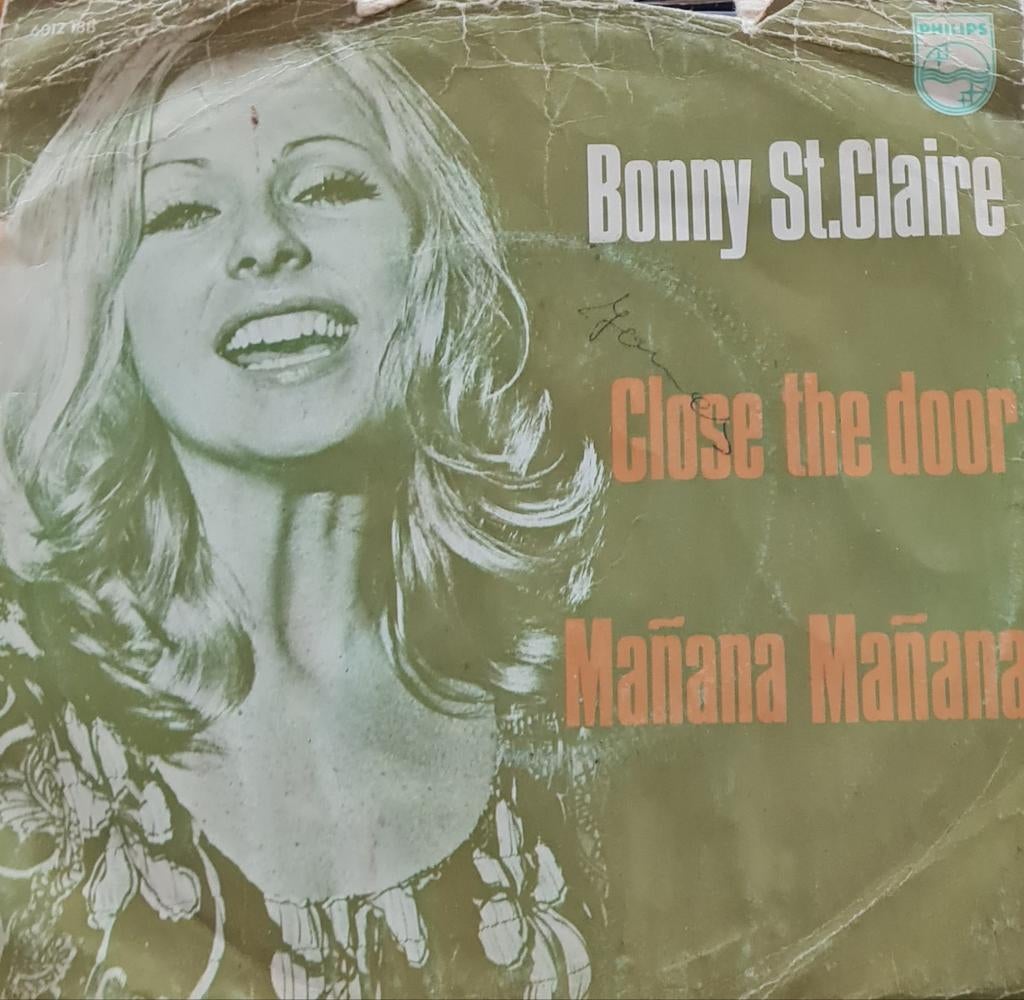 6012 188
PHILIPS
Bonny St.Claire
Close the door
Mañana Mañana